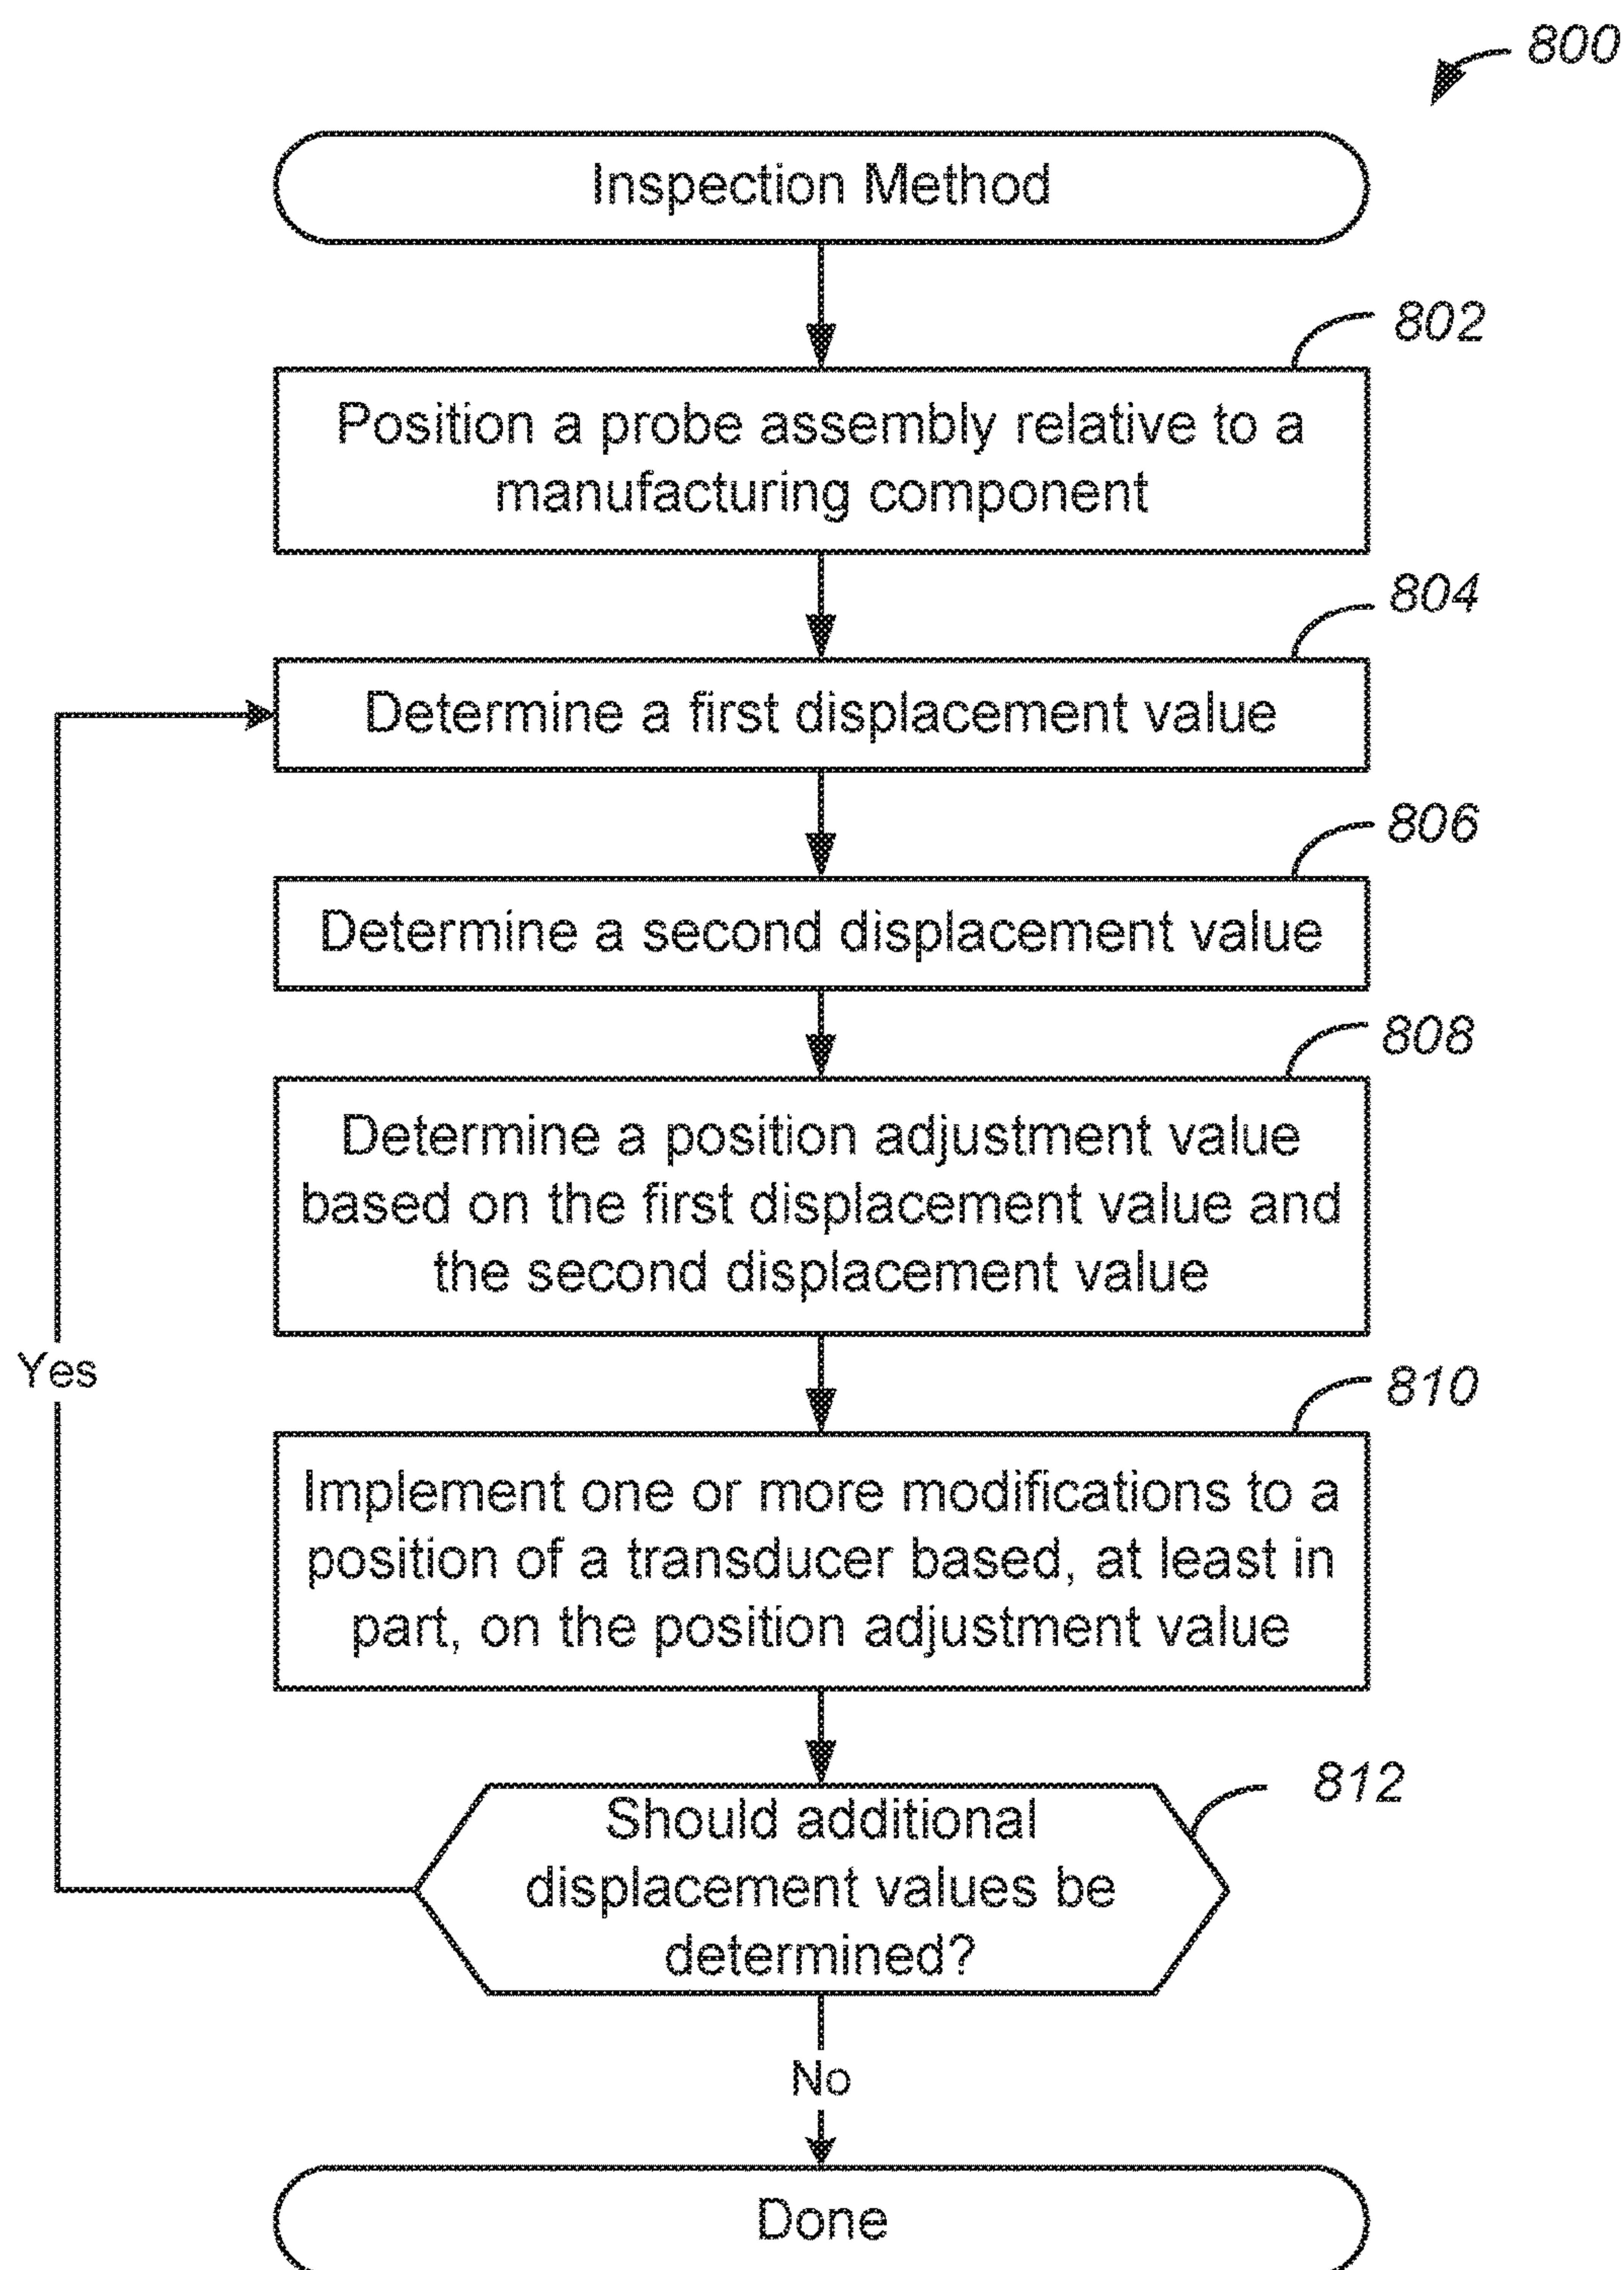 800
Inspection Method
802
Position a probe assembly relative to a
manufacturing component
804
Determine a first displacement value
806
Determine a second displacement value
808
Determine a position adjustment value
based on the first displacement value and
the second displacement value
Yes
810
Implement one or more modifications to a
position of a transducer based, at least in
part, on the position adjustment value
812
Should additional
displacement values be
determined?
No
Done